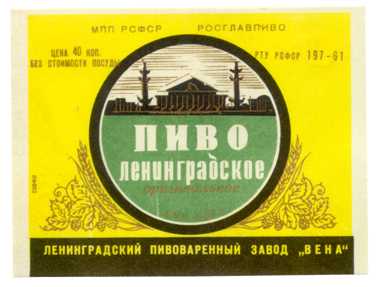 МПП РСФСР РОСГЛАВПИВО
ЦЕНА 40 КОП.
БЕЗ СТОИМОСТИ ПОСУДЫ
РТУ РСФСР 197-61
ПИВО
ленинградское
оригинальное
ЛЕНИНГРАДСКИЙ ПИВОВАРЕННЫЙ ЗАВОД „ВЕНА"